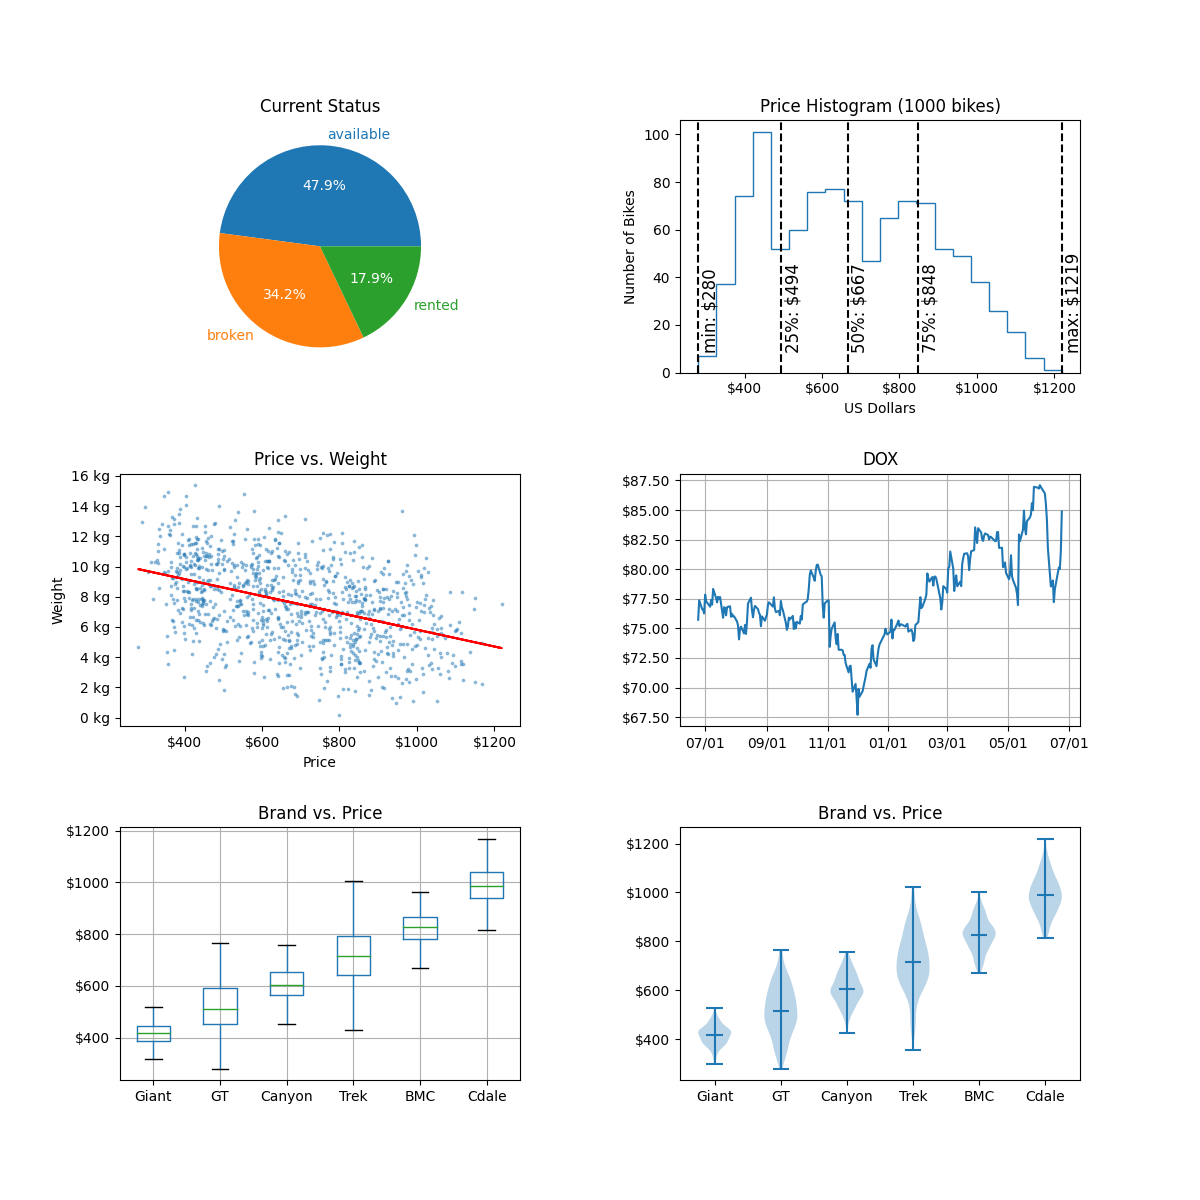 Current Status
available
47.9%
17.9%
34.2%
rented
broken
Price Histogram (1000 bikes)
Number of Bikes
100
80
60
40
20
0
min: $280
25%: $494
50%: $667
75%: $848
max: $1219
$400 $600 $800 $1000 $1200
US Dollars
Price vs. Weight
Weight
16 kg
14 kg
12 kg
10 kg
8 kg
6 kg
4 kg
2 kg
0 kg
$400 $600 $800 $1000 $1200
Price
DOX
$87.50
$85.00
$82.50
$80.00
$77.50
$75.00
$72.50
$70.00
$67.50
07/01 09/01 11/01 01/01 03/01 05/01 07/01
Brand vs. Price
$1200
$1000
$800
$600
$400
Giant GT Canyon Trek BMC Cdale
Brand vs. Price
$1200
$1000
$800
$600
$400
Giant GT Canyon Trek BMC Cdale